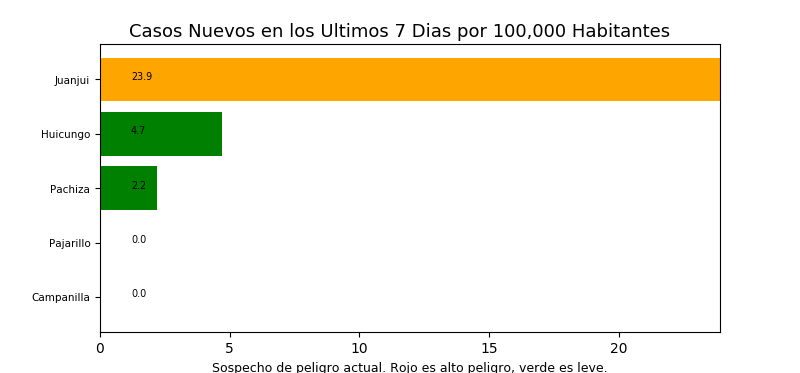 Casos Nuevos en los Ultimos 7 Dias por 100,000 Habitantes
Juanjui 23.9
Huicungo 4.7
Pachiza 2.2
Pajarillo 0.0
Campanilla 0.0
0 5 10 15 20
Sospecho de peligro actual. Rojo es alto peligro, verde es leve.